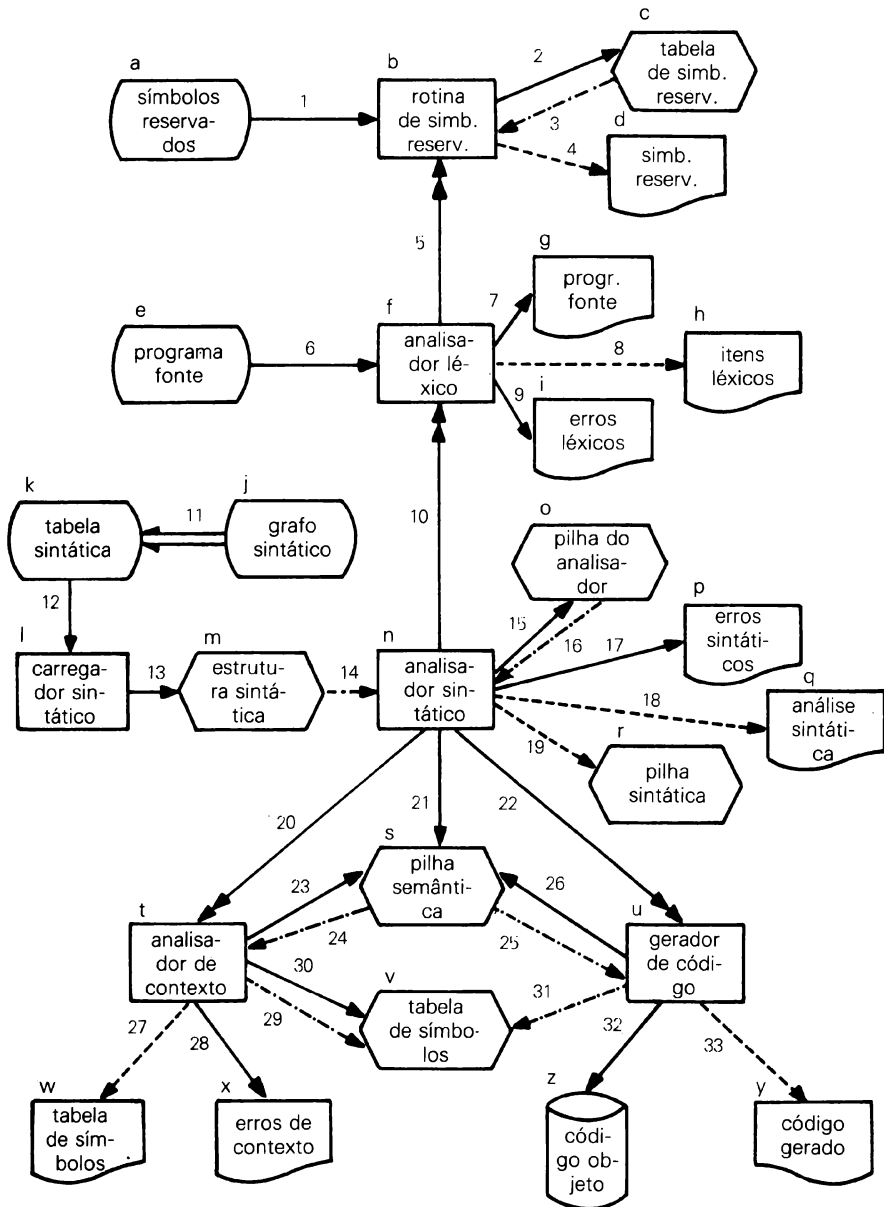 c
a
b
2
tabela
de simb.
reserv.
símbolos
reservados
1
rotina
de simb.
reserv.
3
d
4
simb.
reserv.
5
g
e
f
7
progr.
fonte
h
programa
fonte
6
analisa-
dor lé-
xico
8
itens
léxicos
9
i
erros
léxicos
k
j
10
o
tabela
sintática
11
grafo
sintático
pilha do
analisa-
dor
p
12
15
16
17
erros
sintáti-
cos
l
m
n
q
carrega-
dor sin-
tático
13
estrutu-
ra sintá-
tica
14
analisa-
dor sin-
tático
18
análise
sintáti-
ca
19
r
pilha
sintática
20
21
22
s
pilha
semânti-
ca
23
26
t
u
analisa-
dor de
contexto
24
25
gerador
de códi-
go
30
v
29
tabela
de símbo-
los
31
27
28
32
33
w
x
z
y
tabela
de sím-
bolos
erros de
contexto
códi-
go ob-
jeto
código
gerado